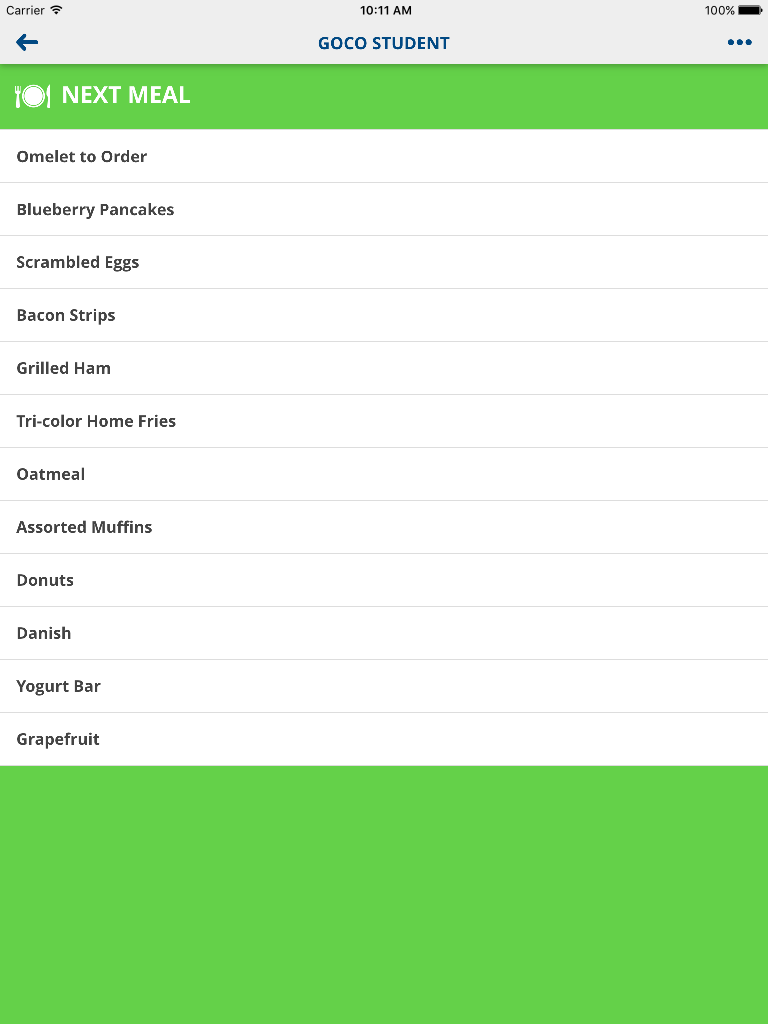 Carrier 10:11 AM 100%
GOCO STUDENT
NEXT MEAL
Omelet to Order
Blueberry Pancakes
Scrambled Eggs
Bacon Strips
Grilled Ham
Tri-color Home Fries
Oatmeal
Assorted Muffins
Donuts
Danish
Yogurt Bar
Grapefruit